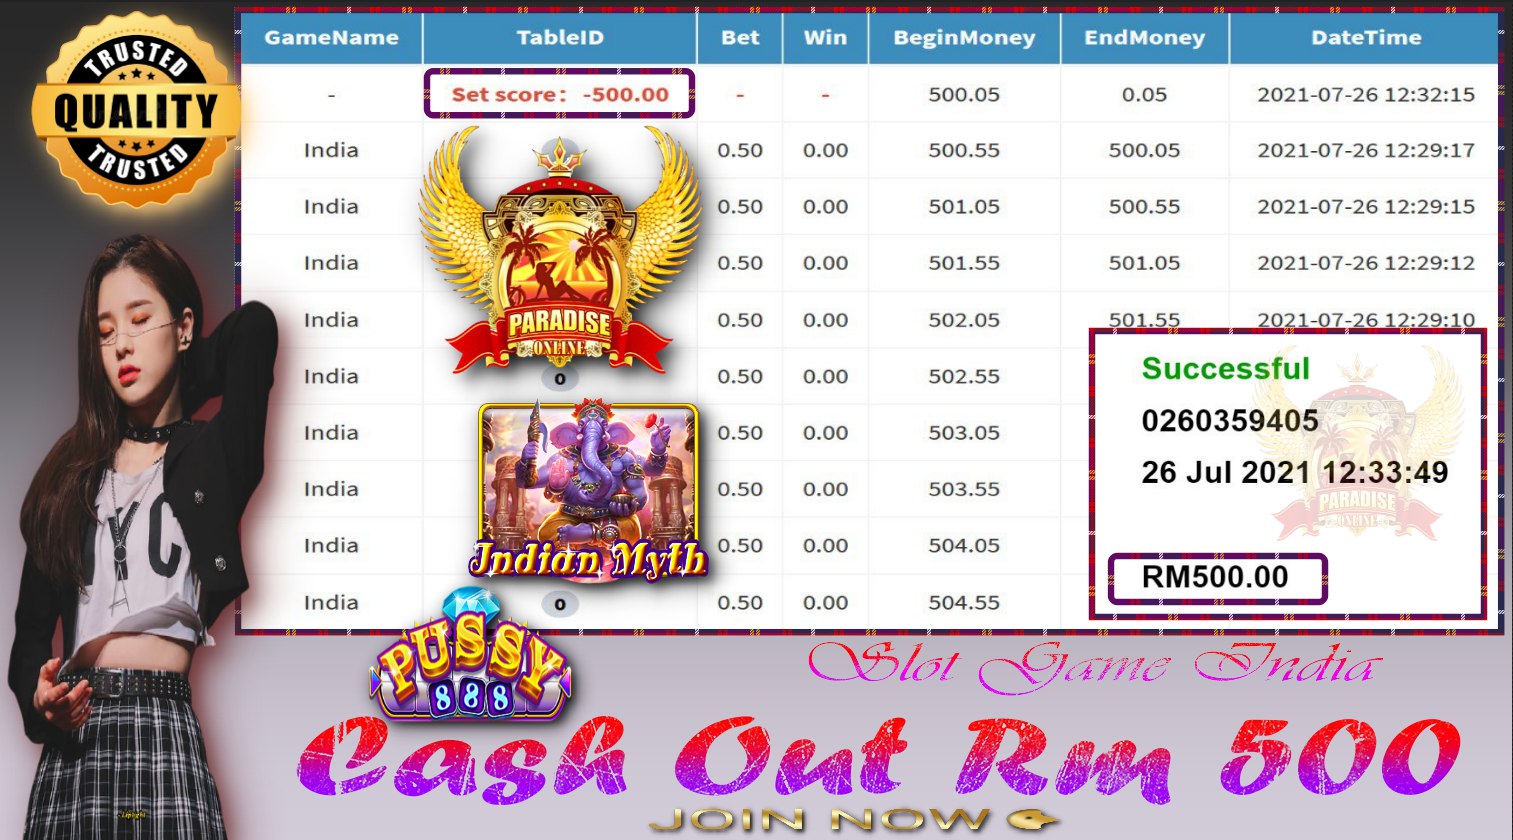 TRUSTED
QUALITY
TRUSTED
GameName TableID Bet Win BeginMoney EndMoney DateTime
- Set score: -500.00 - - 500.05 0.05 2021-07-26 12:32:15
India 0.50 0.00 500.55 500.05 2021-07-26 12:29:17
India 0.50 0.00 501.05 500.55 2021-07-26 12:29:15
India 0.50 0.00 501.55 501.05 2021-07-26 12:29:12
India 0.50 0.00 502.05 501.55 2021-07-26 12:29:10
PARADISE
ONLINE
India 0 0.50 0.00 502.55
India 0.50 0.00 503.05
India 0.50 0.00 503.55
India 0.50 0.00 504.05
India 0 0.50 0.00 504.55
Indian Myth
Successful
0260359405
26 Jul 2021 12:33:49
PARADISE
ONLINE
RM500.00
NYC
PUSSY
888
Slot Game India
Cash Out Rm 500
JOIN NOW